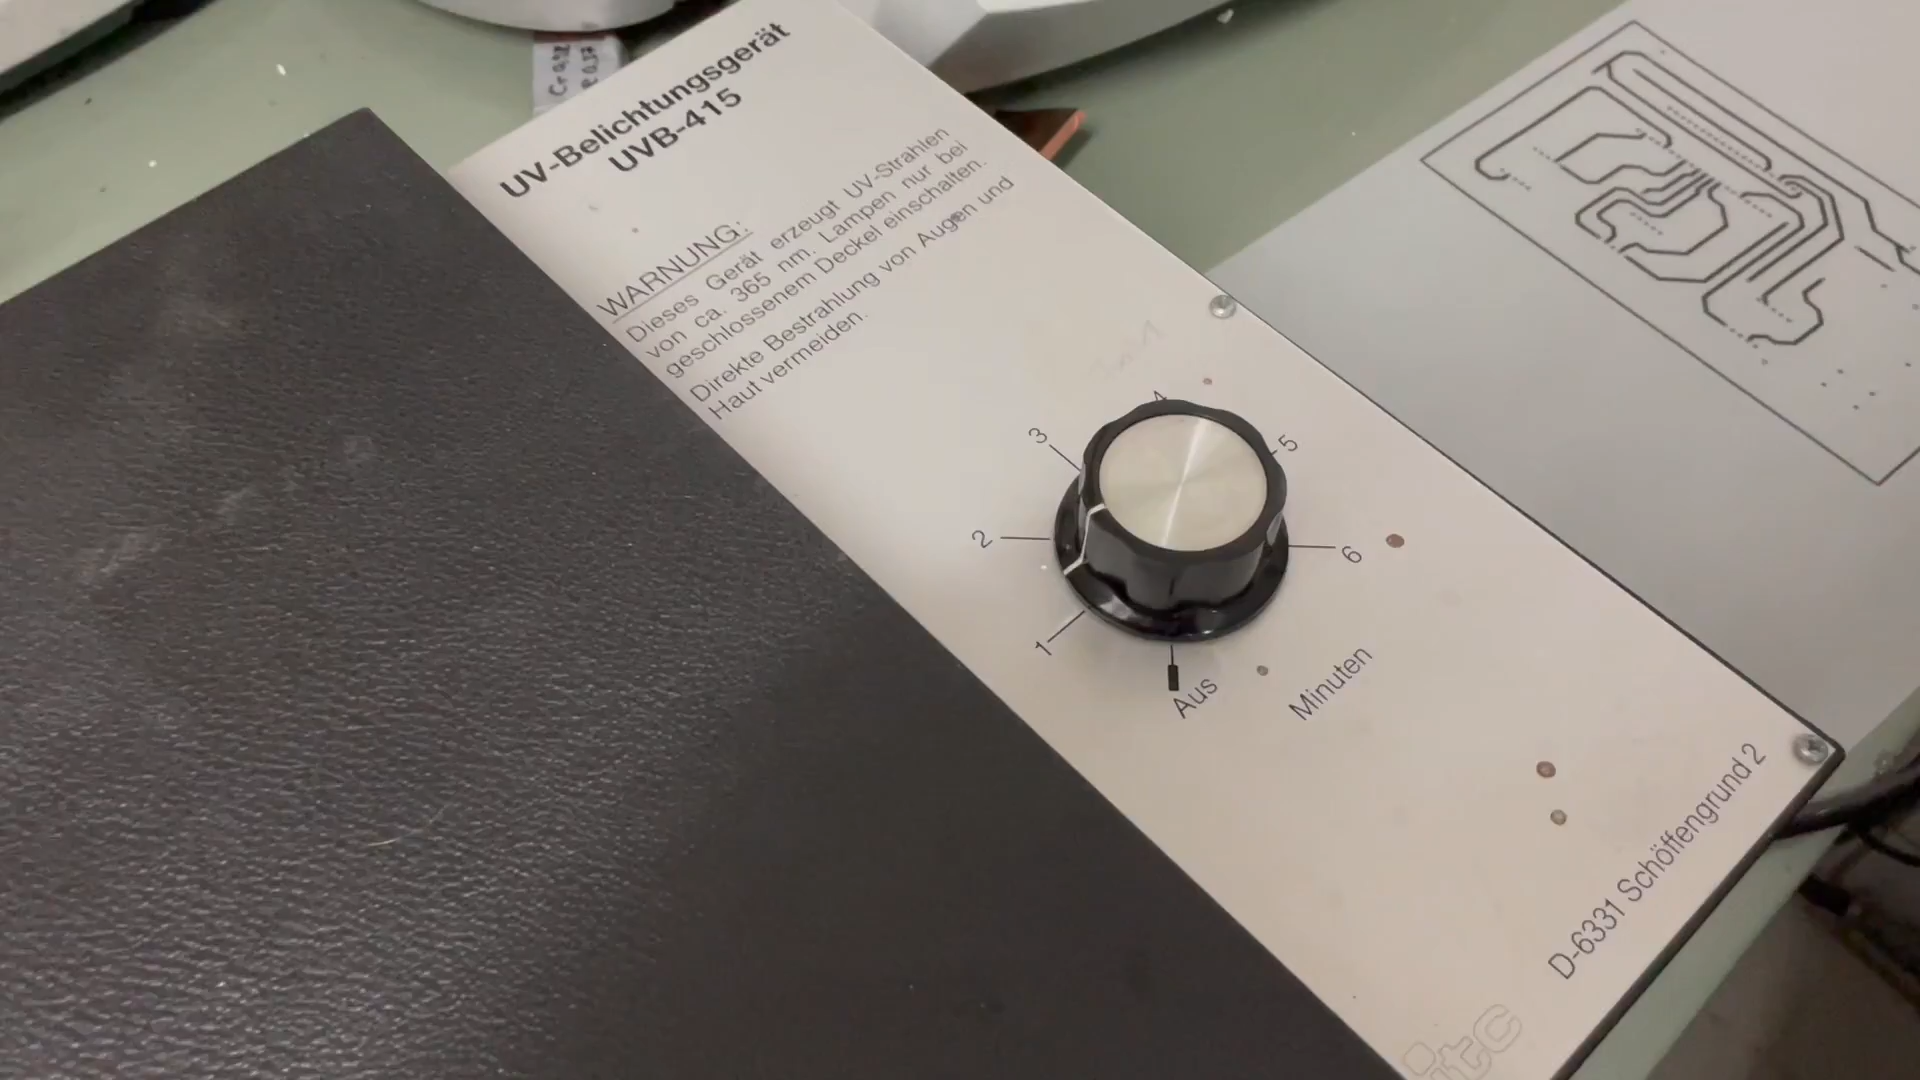 UV-Belichtungsgerät
UVB-415
WARNUNG:
Dieses Gerät erzeugt UV-Strahlen
von ca. 365 nm. Lampen nur bei
geschlossenem Deckel einschalten.
Direkte Bestrahlung von Augen und
Haut vermeiden.
4
3
5
2
6
1
Aus
Minuten
D-6331 Schöffengrund 2
itc